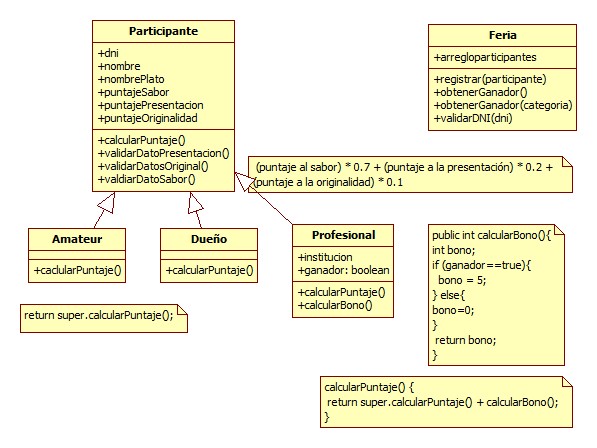 Participante
+dni
+nombre
+nombrePlato
+puntajeSabor
+puntajePresentacion
+puntajeOriginalidad
+calcularPuntaje()
+validarDatoPresentacion()
+validarDatosOriginal()
+valdiarDatoSabor()
Feria
+arregloparticipantes
+registrar(participante)
+obtenerGanador()
+obtenerGanador(categoria)
+validarDNI(dni)
(puntaje al sabor) * 0.7 + (puntaje a la presentación) * 0.2 +
(puntaje a la originalidad) * 0.1
Amateur
+caclularPuntaje()
Dueño
+calcularPuntaje()
Profesional
+institucion
+ganador: boolean
+calcularPuntaje()
+calcularBono()
public int calcularBono(){
int bono;
if (ganador==true){
bono = 5;
} else{
bono=0;
}
return bono;
}
return super.calcularPuntaje();
calcularPuntaje() {
return super.calcularPuntaje() + calcularBono();
}